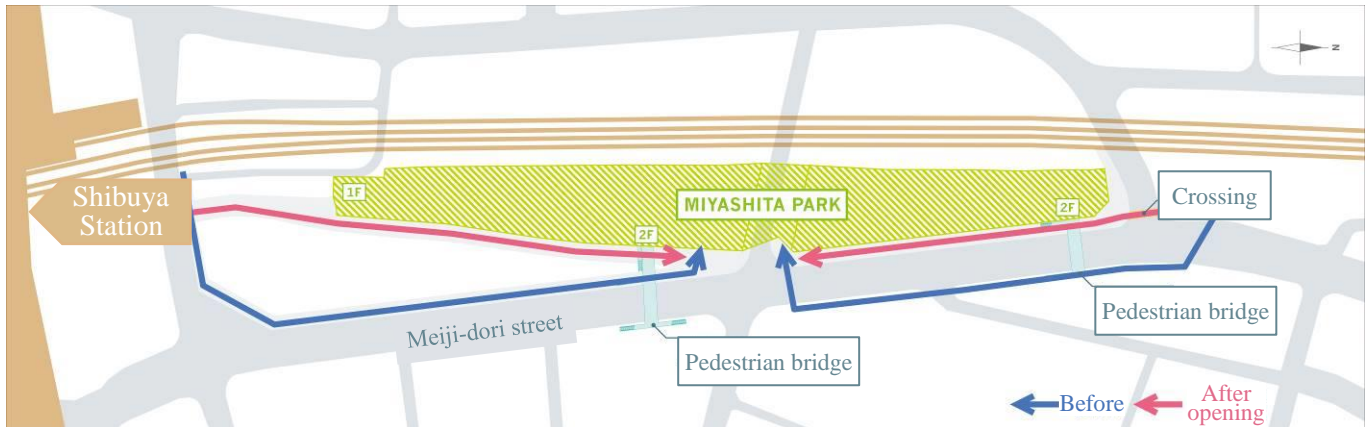 N
1F
Shibuya
Station
MIYASHITA PARK
2F
Crossing
2F
Pedestrian bridge
Meiji-dori street
Pedestrian bridge
Before
After
opening